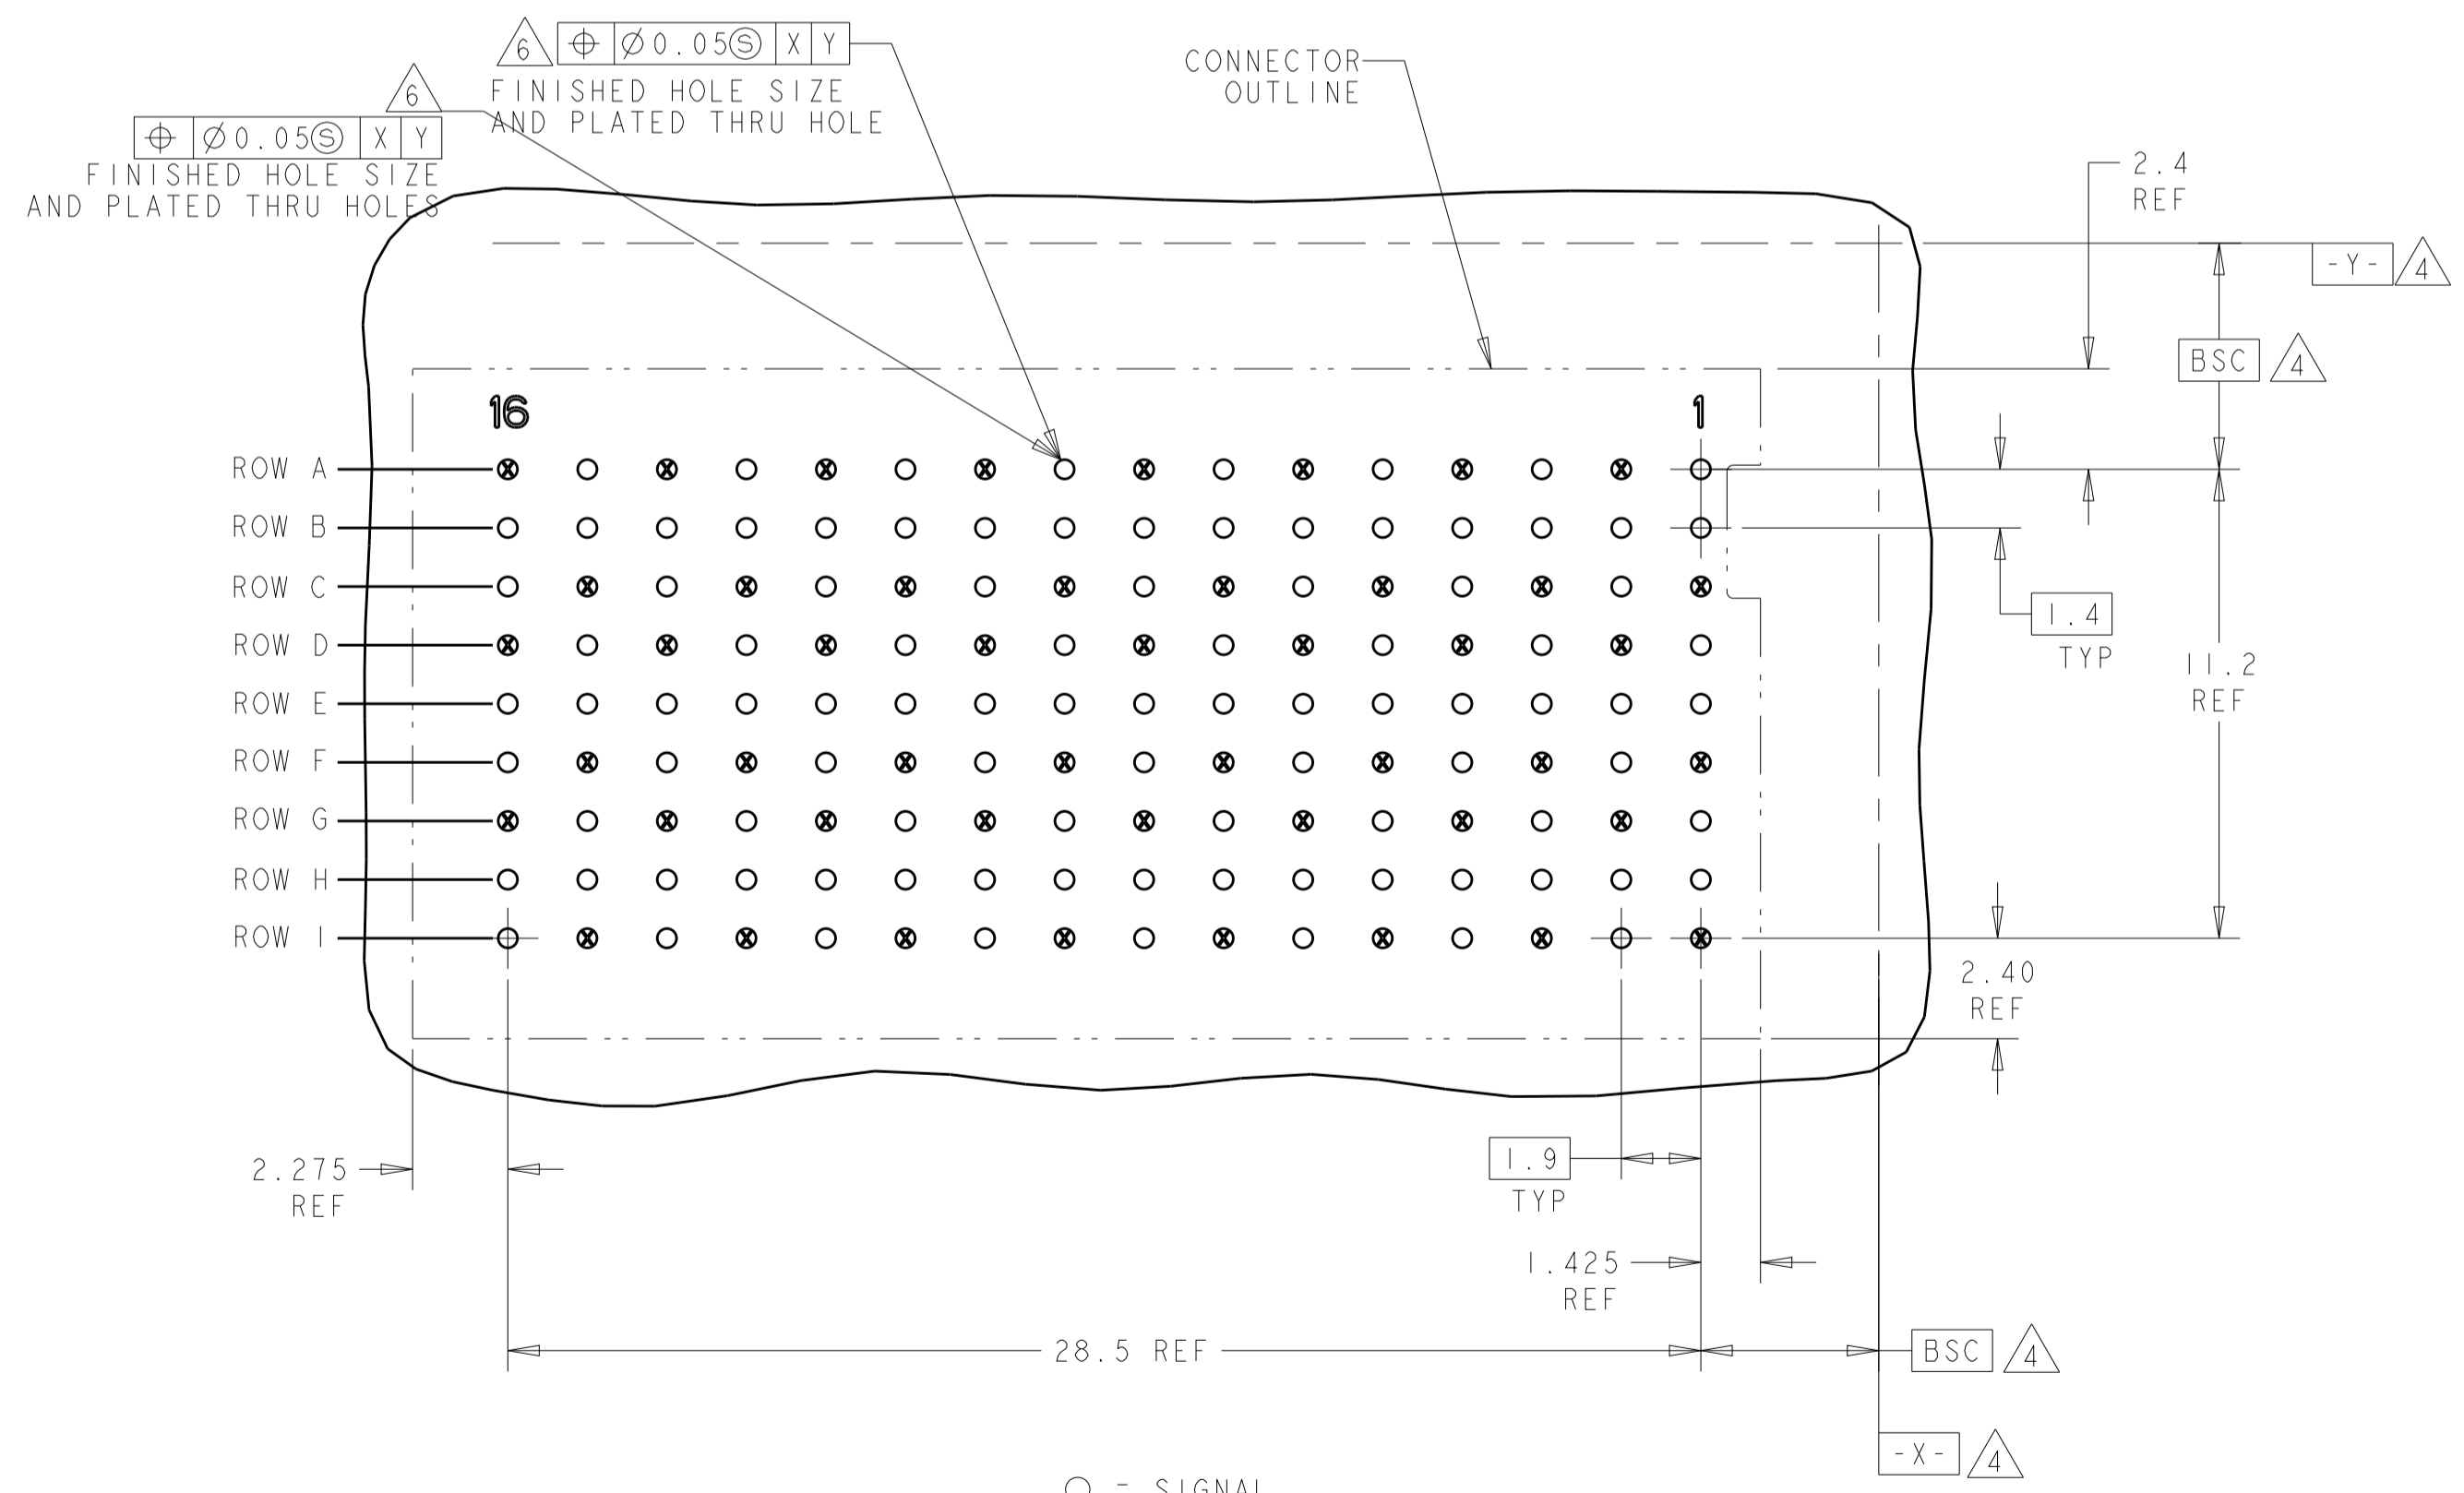 6 ⌖ ⌀0.05Ⓢ X Y
FINISHED HOLE SIZE
AND PLATED THRU HOLE
6
⌖ ⌀0.05Ⓢ X Y
FINISHED HOLE SIZE
AND PLATED THRU HOLES
CONNECTOR
OUTLINE
2.4
REF
-Y- 4
BSC 4
16
1
ROW A
ROW B
ROW C
ROW D
ROW E
ROW F
ROW G
ROW H
ROW I
1.4
TYP
11.2
REF
2.40
REF
2.275
REF
1.9
TYP
1.425
REF
28.5 REF
BSC 4
-X- 4
= SIGNAL